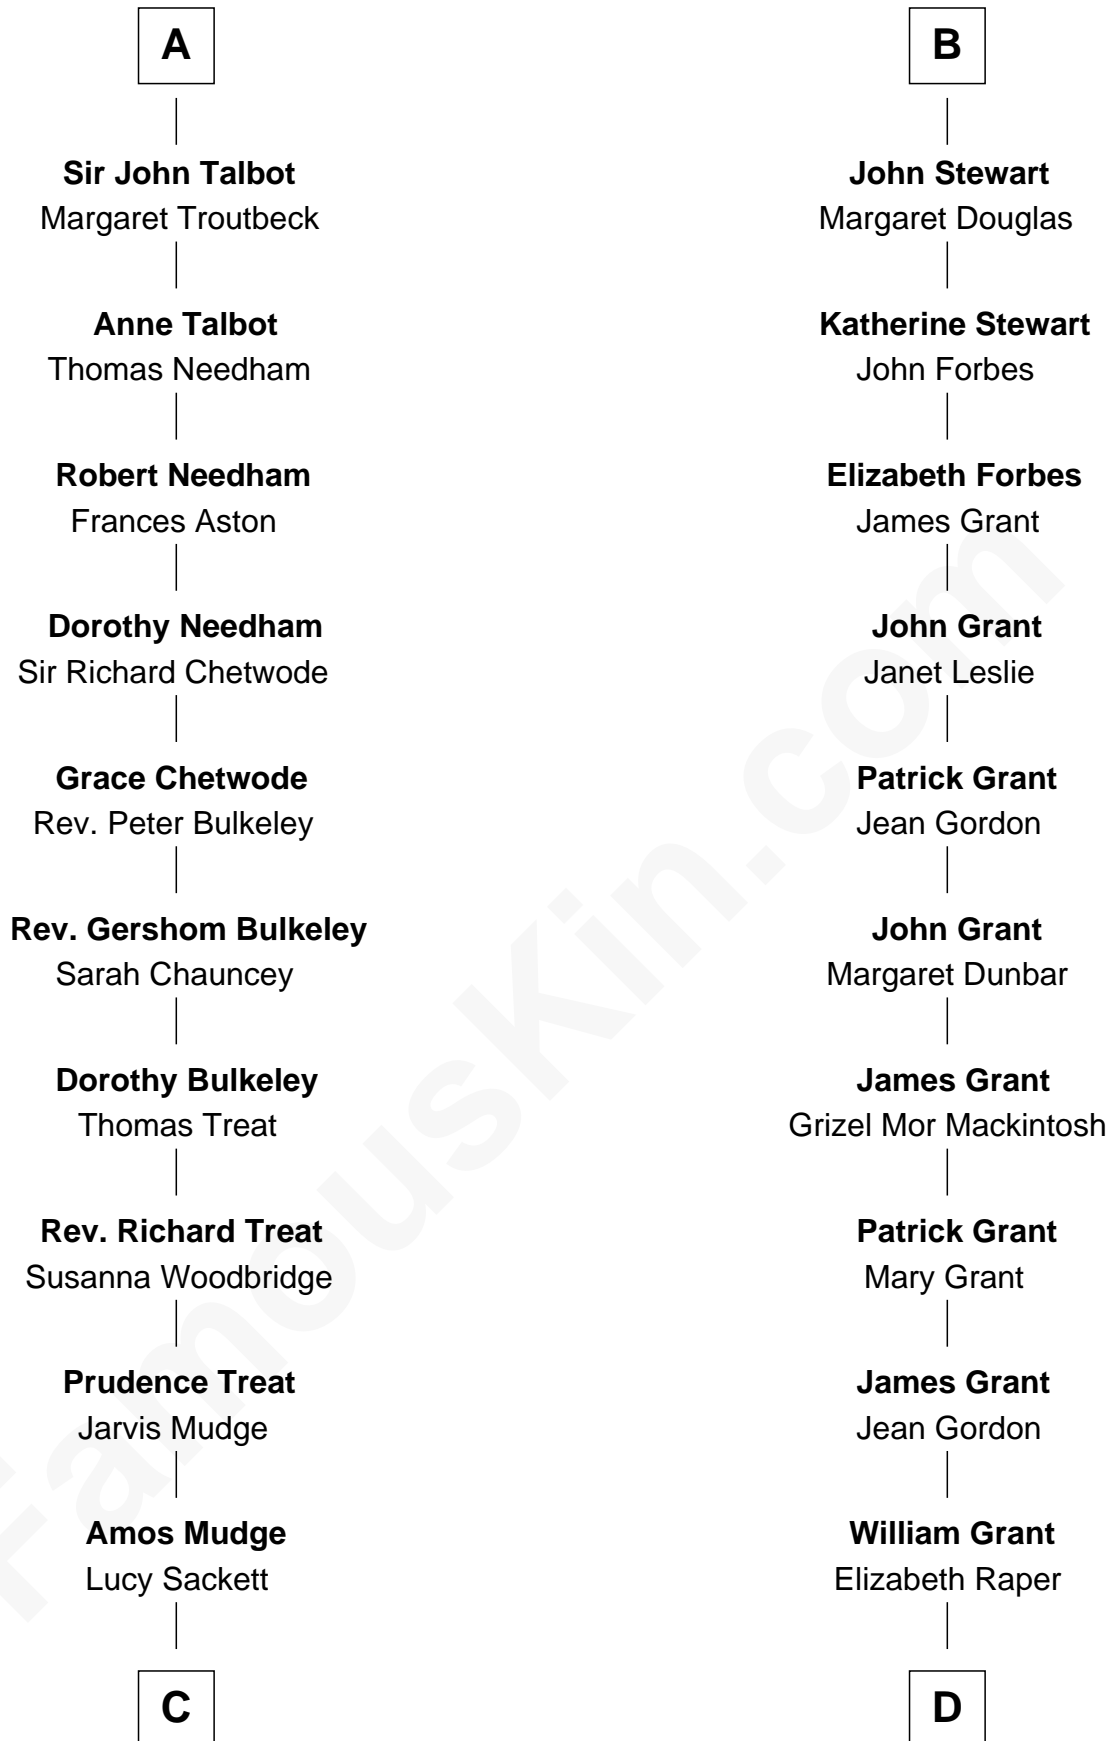 A
Sir John Talbot
Margaret Troutbeck
Anne Talbot
Thomas Needham
Robert Needham
Frances Aston
Dorothy Needham
Sir Richard Chetwode
Grace Chetwode
Rev. Peter Bulkeley
Rev. Gershom Bulkeley
Sarah Chauncey
Dorothy Bulkeley
Thomas Treat
Rev. Richard Treat
Susanna Woodbridge
Prudence Treat
Jarvis Mudge
Amos Mudge
Lucy Sackett
C
B
John Stewart
Margaret Douglas
Katherine Stewart
John Forbes
Elizabeth Forbes
James Grant
John Grant
Janet Leslie
Patrick Grant
Jean Gordon
John Grant
Margaret Dunbar
James Grant
Grizel Mor Mackintosh
Patrick Grant
Mary Grant
James Grant
Jean Gordon
William Grant
Elizabeth Raper
D
FamousKin.com